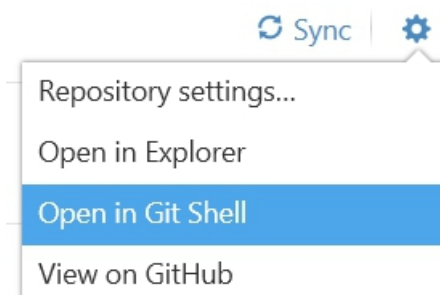 Sync
Repository settings...
Open in Explorer
Open in Git Shell
View on GitHub